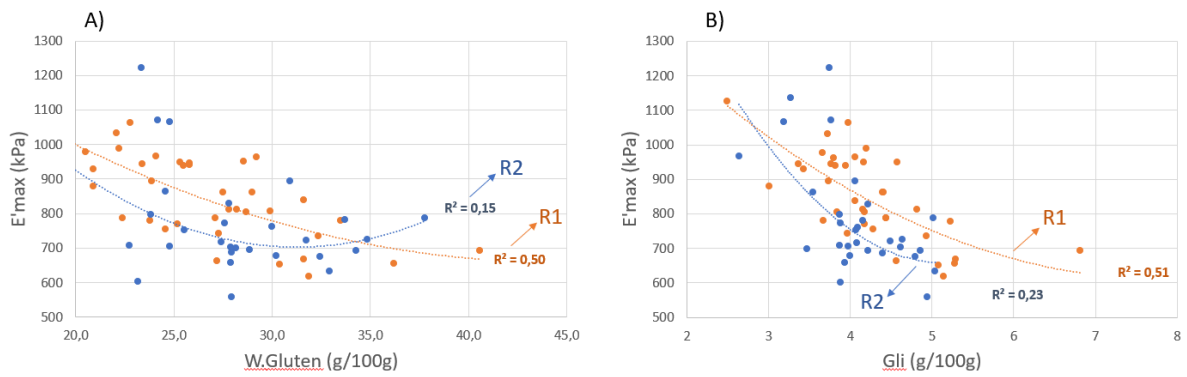 A)
1300
1200
1100
1000
900
800
700
600
500
E'max (kPa)
20,0 25,0 30,0 35,0 40,0 45,0
W.Gluten (g/100g)
R2
R² = 0,15
R1
R² = 0,50
B)
1300
1200
1100
1000
900
800
700
600
500
E'max (kPa)
2 3 4 5 6 7 8
Gli (g/100g)
R1
R² = 0,51
R2
R² = 0,23